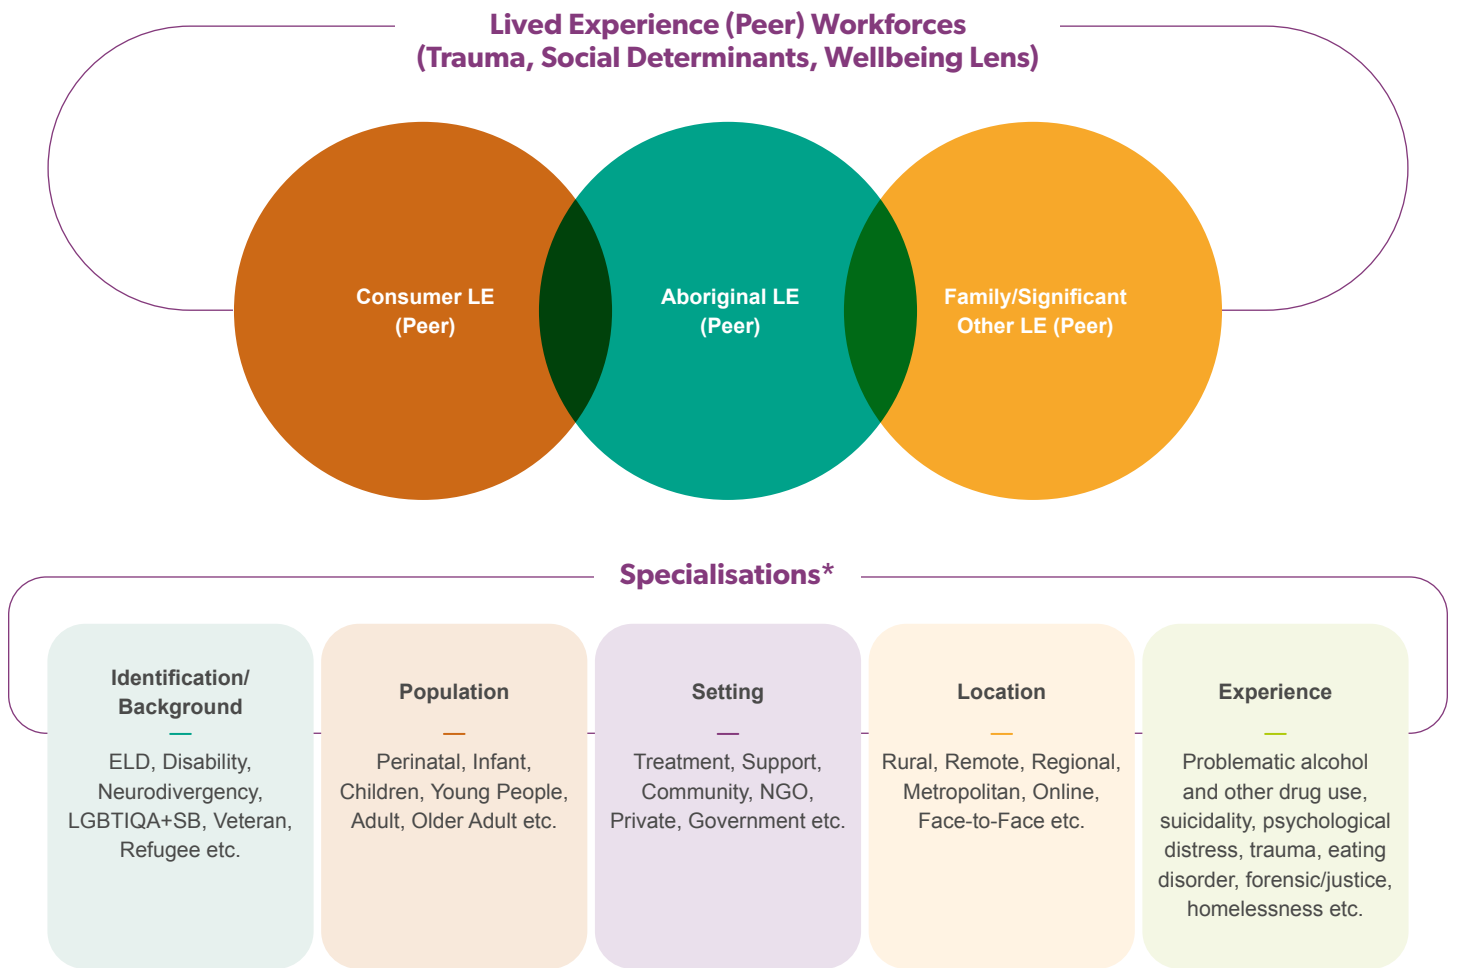 Lived Experience (Peer) Workforces
(Trauma, Social Determinants, Wellbeing Lens)
Consumer LE
(Peer)
Aboriginal LE
(Peer)
Family/Significant
Other LE (Peer)
Specialisations*
Identification/
Background
ELD, Disability,
Neurodivergency,
LGBTIQA+SB, Veteran,
Refugee etc.
Population
Perinatal, Infant,
Children, Young People,
Adult, Older Adult etc.
Setting
Treatment, Support,
Community, NGO,
Private, Government etc.
Location
Rural, Remote, Regional,
Metropolitan, Online,
Face-to-Face etc.
Experience
Problematic alcohol
and other drug use,
suicidality, psychological
distress, trauma, eating
disorder, forensic/justice,
homelessness etc.